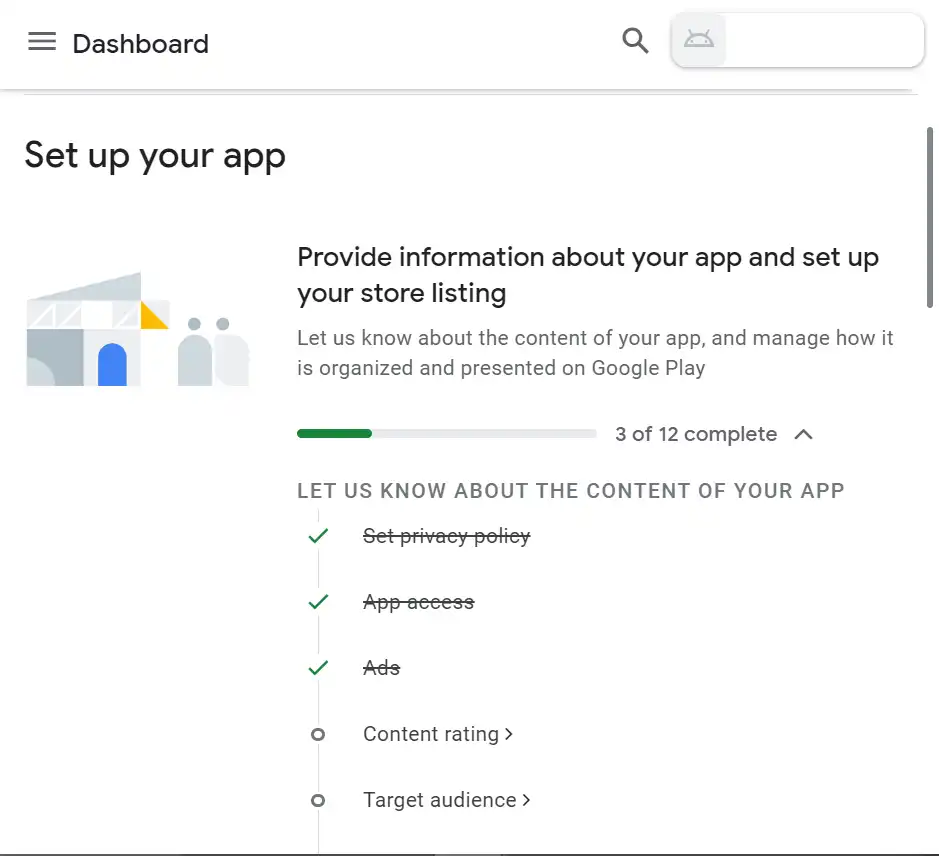 Dashboard
Set up your app
Provide information about your app and set up
your store listing
Let us know about the content of your app, and manage how it
is organized and presented on Google Play
3 of 12 complete
LET US KNOW ABOUT THE CONTENT OF YOUR APP
Set privacy policy
App access
Ads
Content rating
Target audience